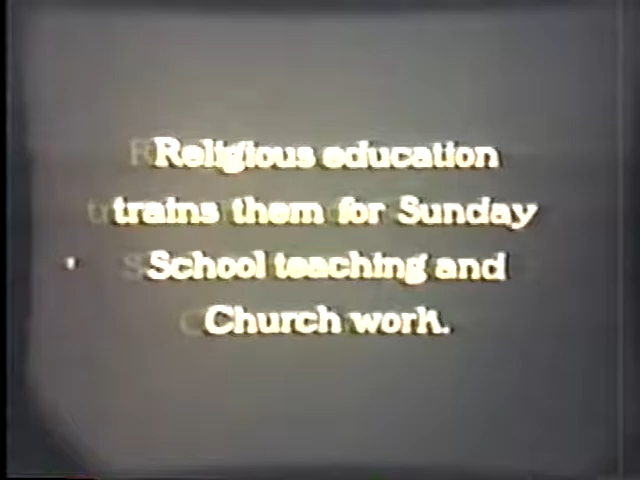 Religious education
trains them for Sunday
School teaching and
Church work.